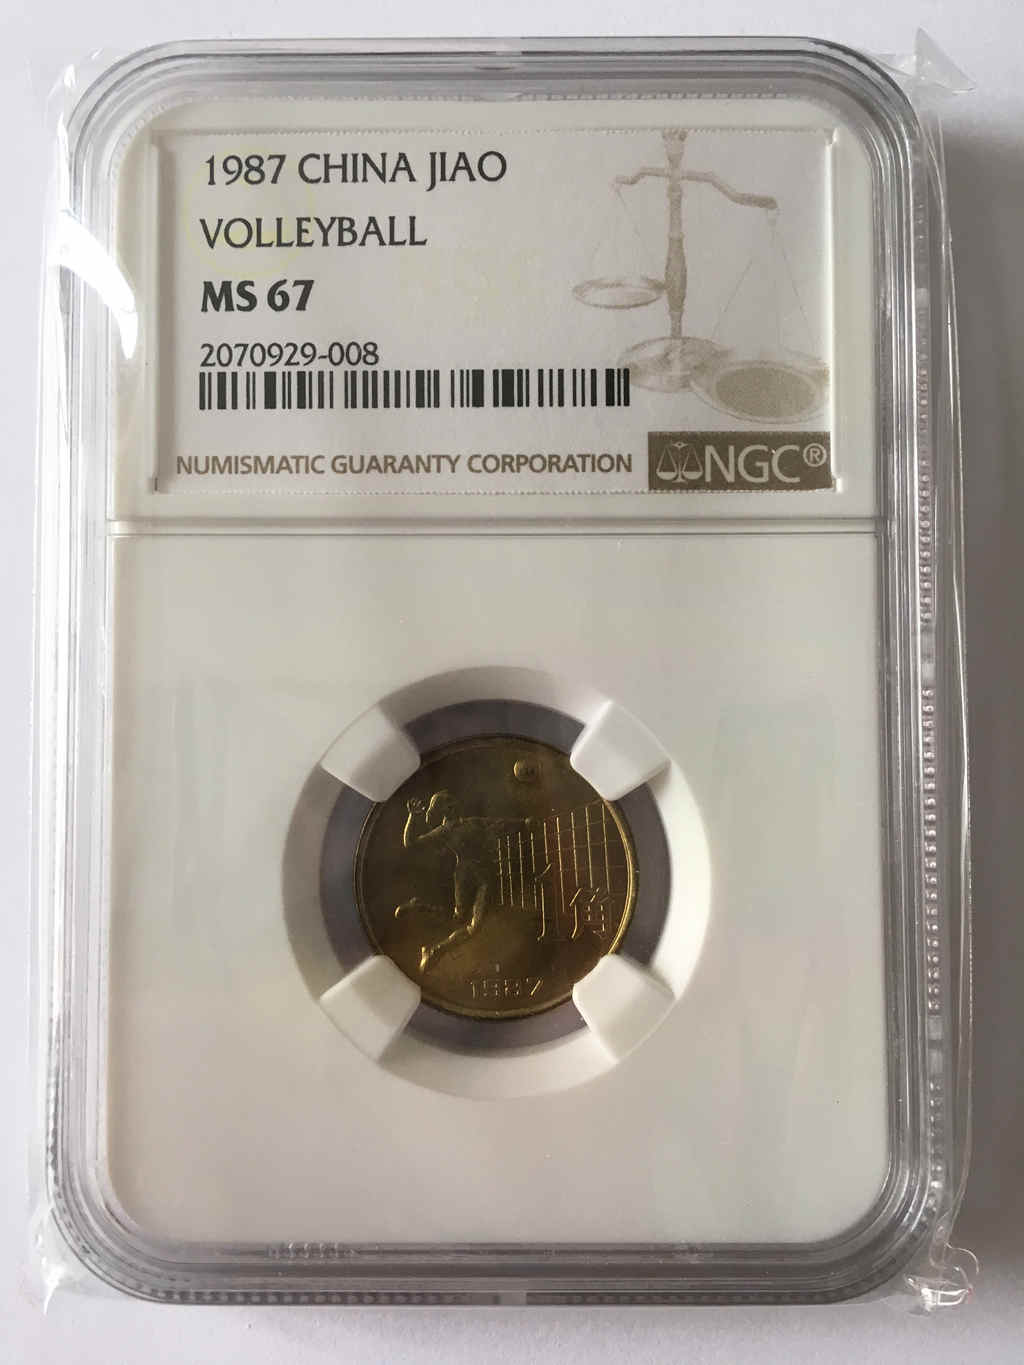 1987 CHINA JIAO
VOLLEYBALL
MS 67
2070929-008
NUMISMATIC GUARANTY CORPORATION
NGC®
1角
1987